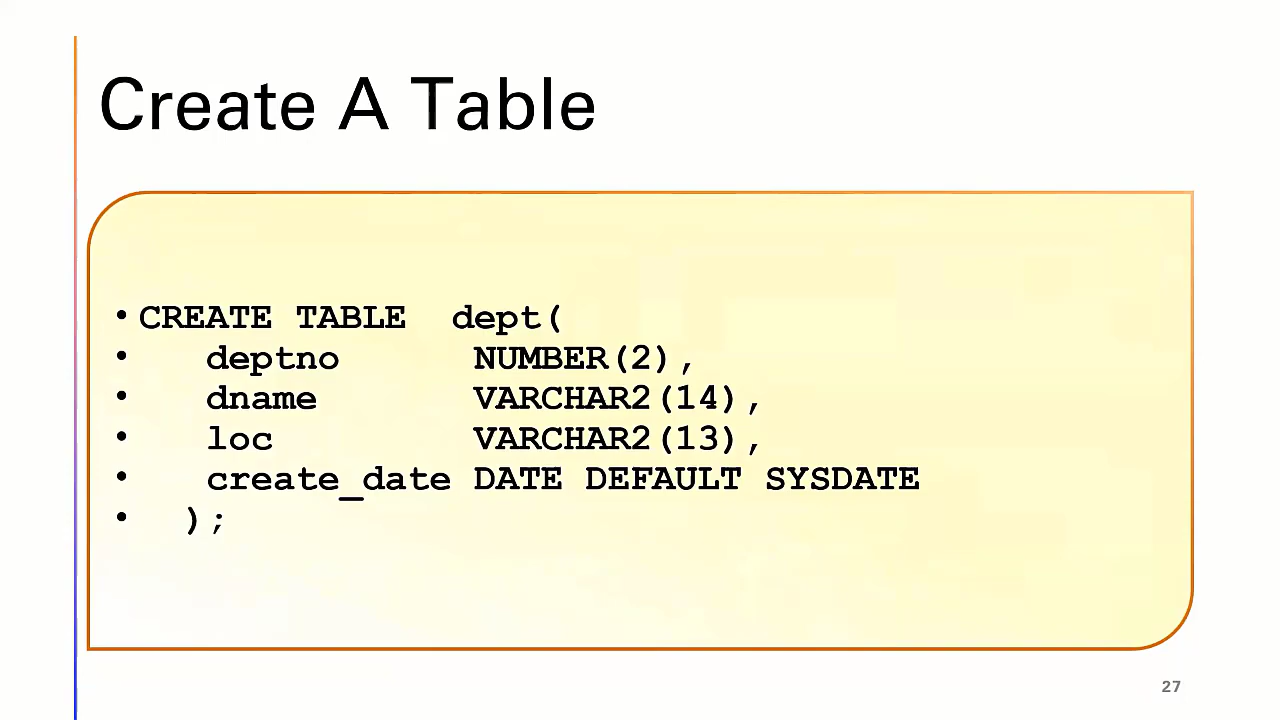 Create A Table
• CREATE TABLE  dept(
•   deptno      NUMBER(2),
•   dname       VARCHAR2(14),
•   loc         VARCHAR2(13),
•   create_date DATE DEFAULT SYSDATE
•  );
27